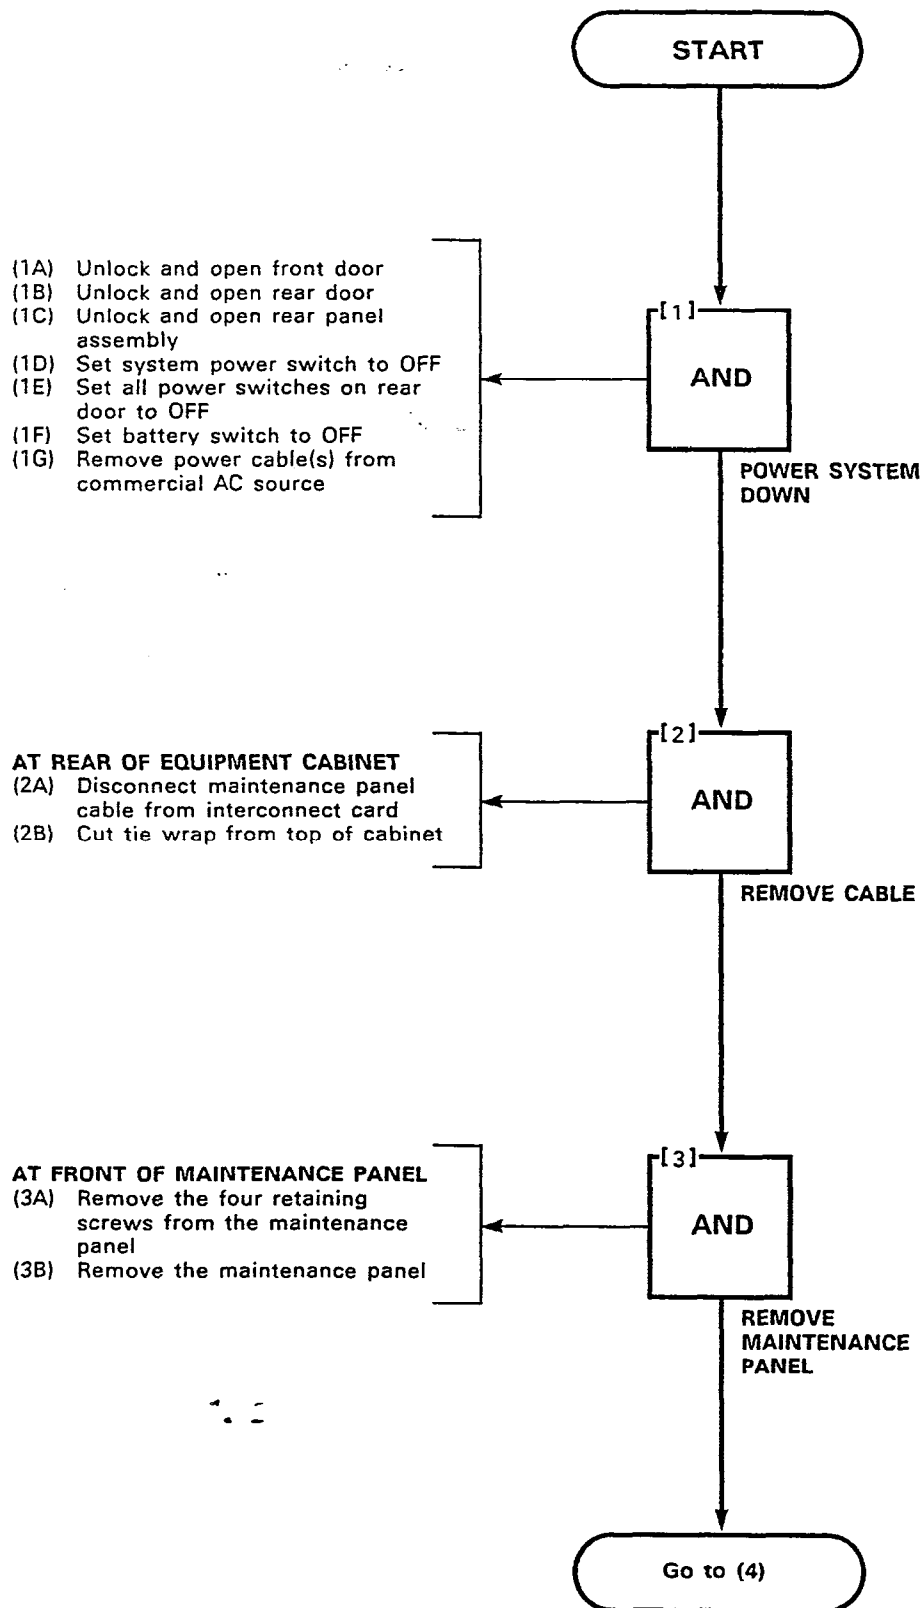 START
(1A) Unlock and open front door
(1B) Unlock and open rear door
(1C) Unlock and open rear panel
assembly
(1D) Set system power switch to OFF
(1E) Set all power switches on rear
door to OFF
(1F) Set battery switch to OFF
(1G) Remove power cable(s) from
commercial AC source
[1]
AND
POWER SYSTEM
DOWN
AT REAR OF EQUIPMENT CABINET
(2A) Disconnect maintenance panel
cable from interconnect card
(2B) Cut tie wrap from top of cabinet
[2]
AND
REMOVE CABLE
AT FRONT OF MAINTENANCE PANEL
(3A) Remove the four retaining
screws from the maintenance
panel
(3B) Remove the maintenance panel
[3]
AND
REMOVE
MAINTENANCE
PANEL
Go to (4)